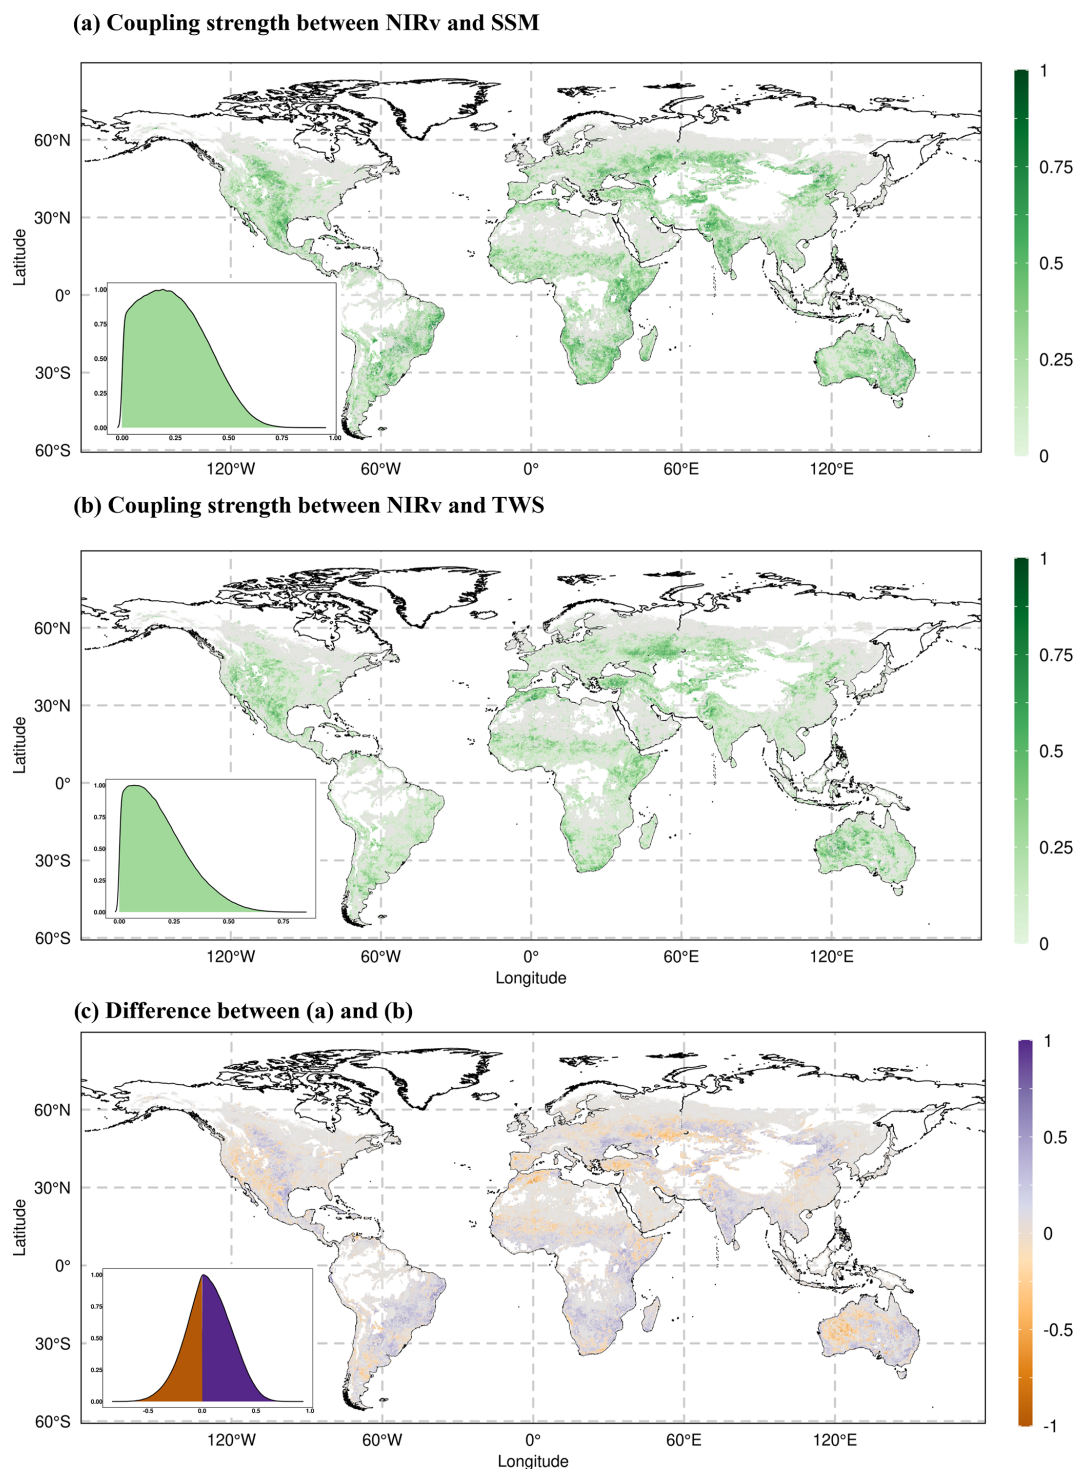 (a) Coupling strength between NIRv and SSM
60°N
30°N
0°
30°S
60°S
Latitude
120°W
60°W
0°
60°E
120°E
1.00
0.75
0.50
0.25
0.00
0.00
0.25
0.50
0.75
1.00
1
0.75
0.5
0.25
0
(b) Coupling strength between NIRv and TWS
60°N
30°N
0°
30°S
60°S
Latitude
120°W
60°W
0°
60°E
120°E
Longitude
1.00
0.75
0.50
0.25
0.00
0.00
0.25
0.50
0.75
1
0.75
0.5
0.25
0
(c) Difference between (a) and (b)
60°N
30°N
0°
30°S
60°S
Latitude
120°W
60°W
0°
60°E
120°E
Longitude
1.00
0.75
0.50
0.25
0.00
-0.5
0.0
0.5
1.0
1
0.5
0
-0.5
-1